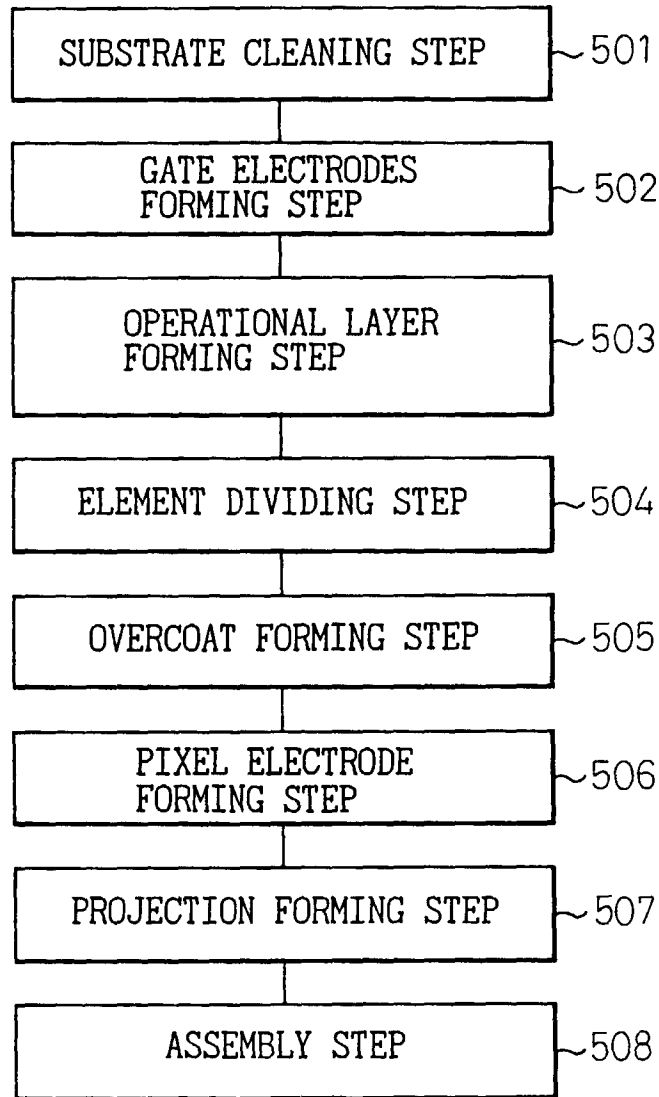 SUBSTRATE CLEANING STEP 501
GATE ELECTRODES
FORMING STEP 502
OPERATIONAL LAYER
FORMING STEP 503
ELEMENT DIVIDING STEP 504
OVERCOAT FORMING STEP 505
PIXEL ELECTRODE
FORMING STEP 506
PROJECTION FORMING STEP 507
ASSEMBLY STEP 508